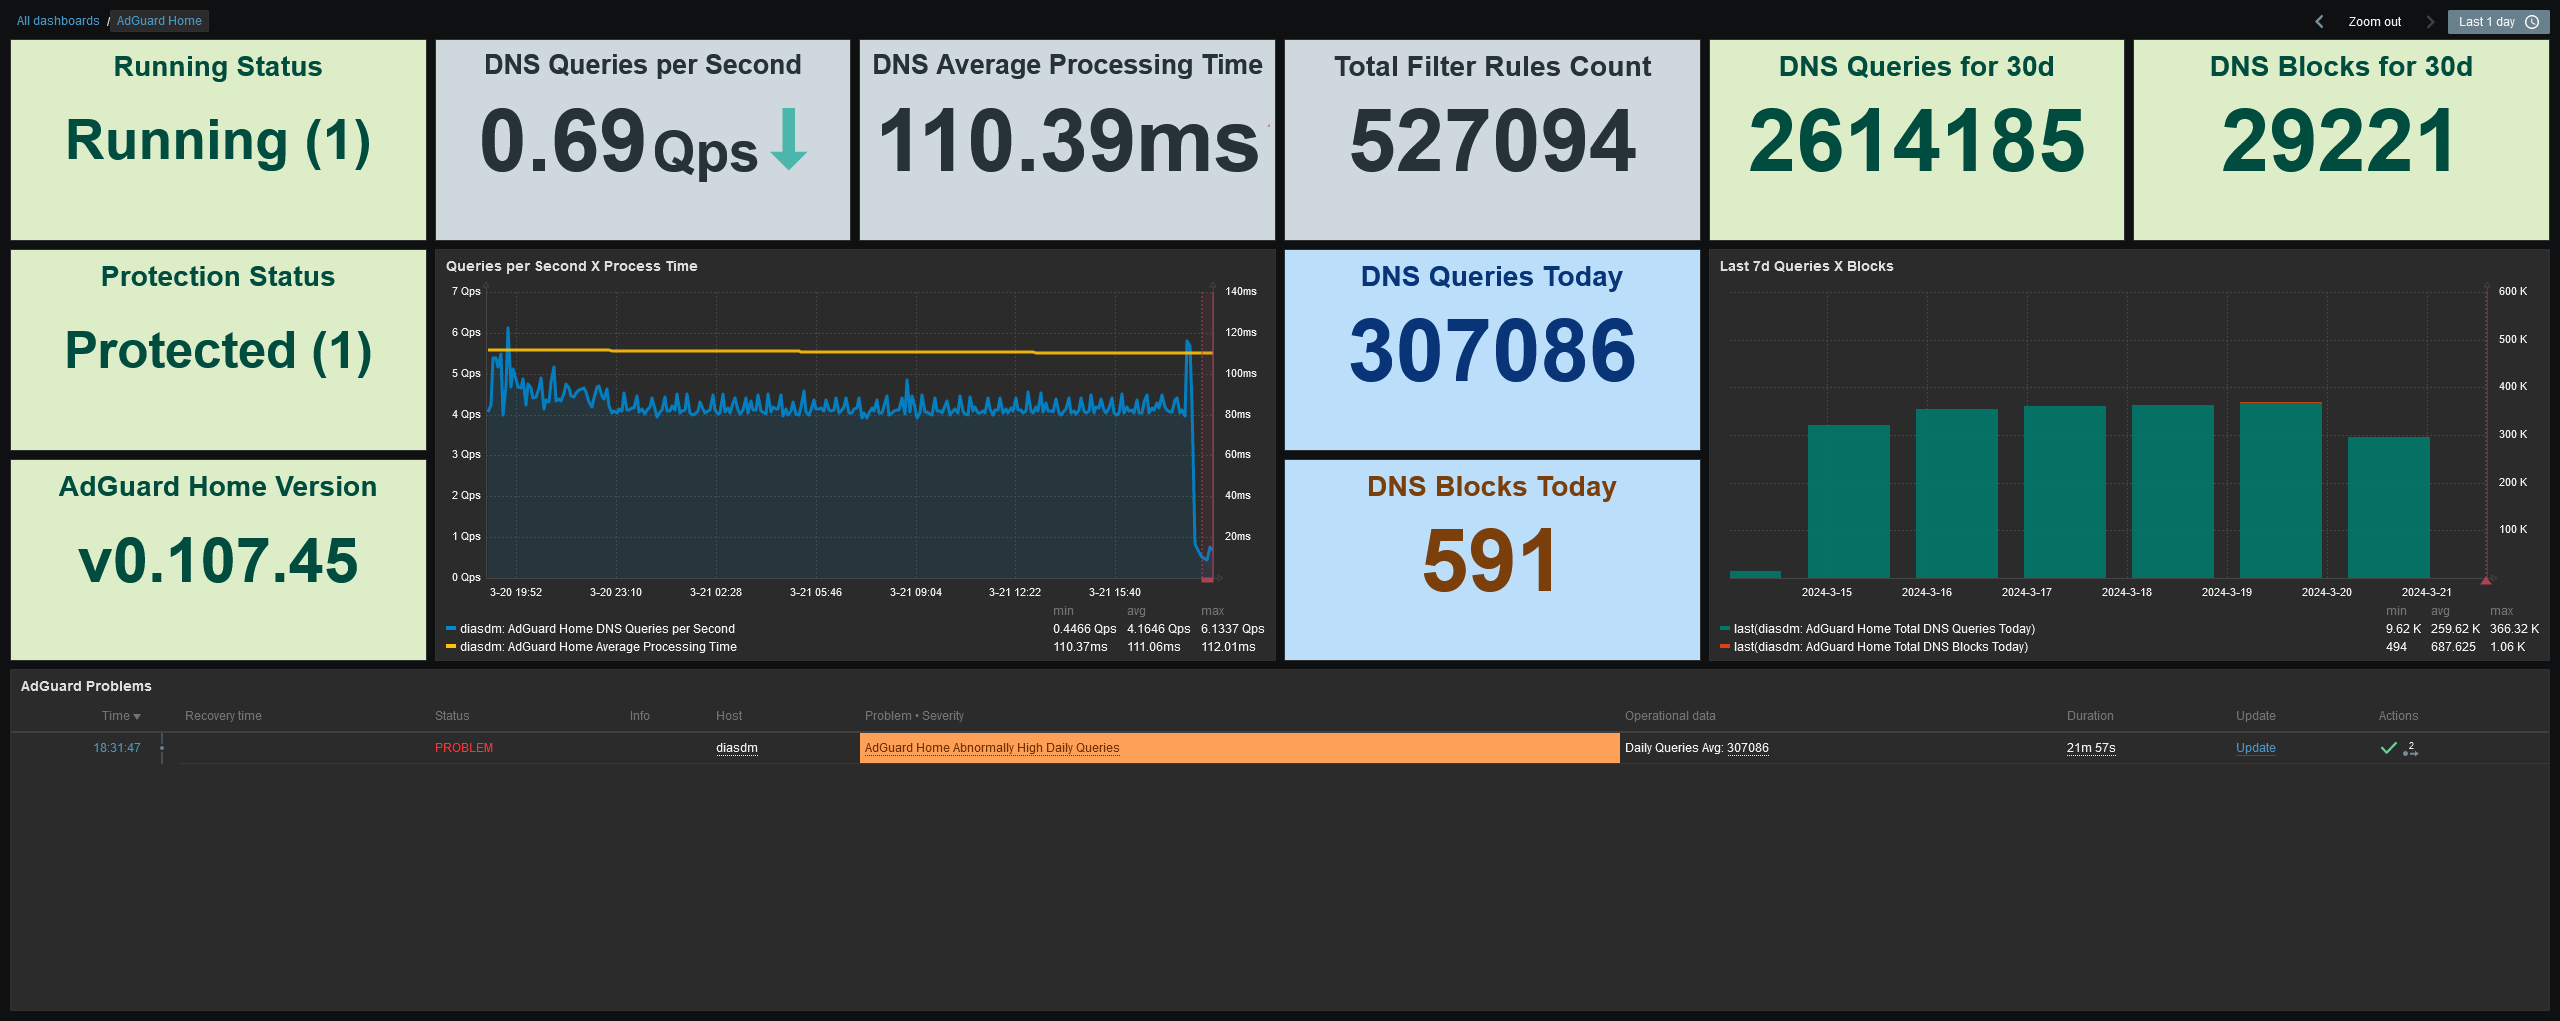 All dashboards / AdGuard Home
Zoom out
Last 1 day
Running Status
Running (1)
DNS Queries per Second
0.69 Qps
DNS Average Processing Time
110.39ms
Total Filter Rules Count
527094
DNS Queries for 30d
2614185
DNS Blocks for 30d
29221
Protection Status
Protected (1)
Queries per Second X Process Time
7 Qps
6 Qps
5 Qps
4 Qps
3 Qps
2 Qps
1 Qps
0 Qps
140ms
120ms
100ms
80ms
60ms
40ms
20ms
3-20 19:52 3-20 23:10 3-21 02:28 3-21 05:46 3-21 09:04 3-21 12:22 3-21 15:40
min avg max
diasdm: AdGuard Home DNS Queries per Second 0.4466 Qps 4.1646 Qps 6.1337 Qps
diasdm: AdGuard Home Average Processing Time 110.37ms 111.06ms 112.01ms
DNS Queries Today
307086
Last 7d Queries X Blocks
600 K
500 K
400 K
300 K
200 K
100 K
2024-3-15 2024-3-16 2024-3-17 2024-3-18 2024-3-19 2024-3-20 2024-3-21
min avg max
last(diasdm: AdGuard Home Total DNS Queries Today) 9.62 K 259.62 K 366.32 K
last(diasdm: AdGuard Home Total DNS Blocks Today) 494 687.625 1.06 K
AdGuard Home Version
v0.107.45
DNS Blocks Today
591
AdGuard Problems
Time Recovery time Status Info Host Problem • Severity Operational data Duration Update Actions
18:31:47 PROBLEM diasdm AdGuard Home Abnormally High Daily Queries Daily Queries Avg: 307086 21m 57s Update 2